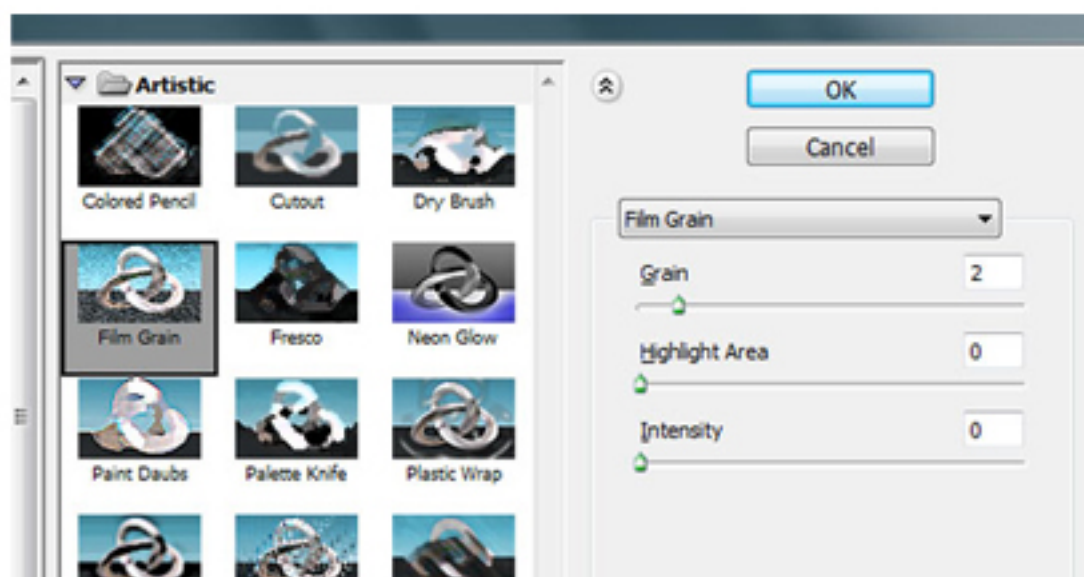 Artistic
Colored Pencil
Cutout
Dry Brush
Film Grain
Fresco
Neon Glow
Paint Daubs
Palette Knife
Plastic Wrap
OK
Cancel
Film Grain
Grain 2
Highlight Area 0
Intensity 0